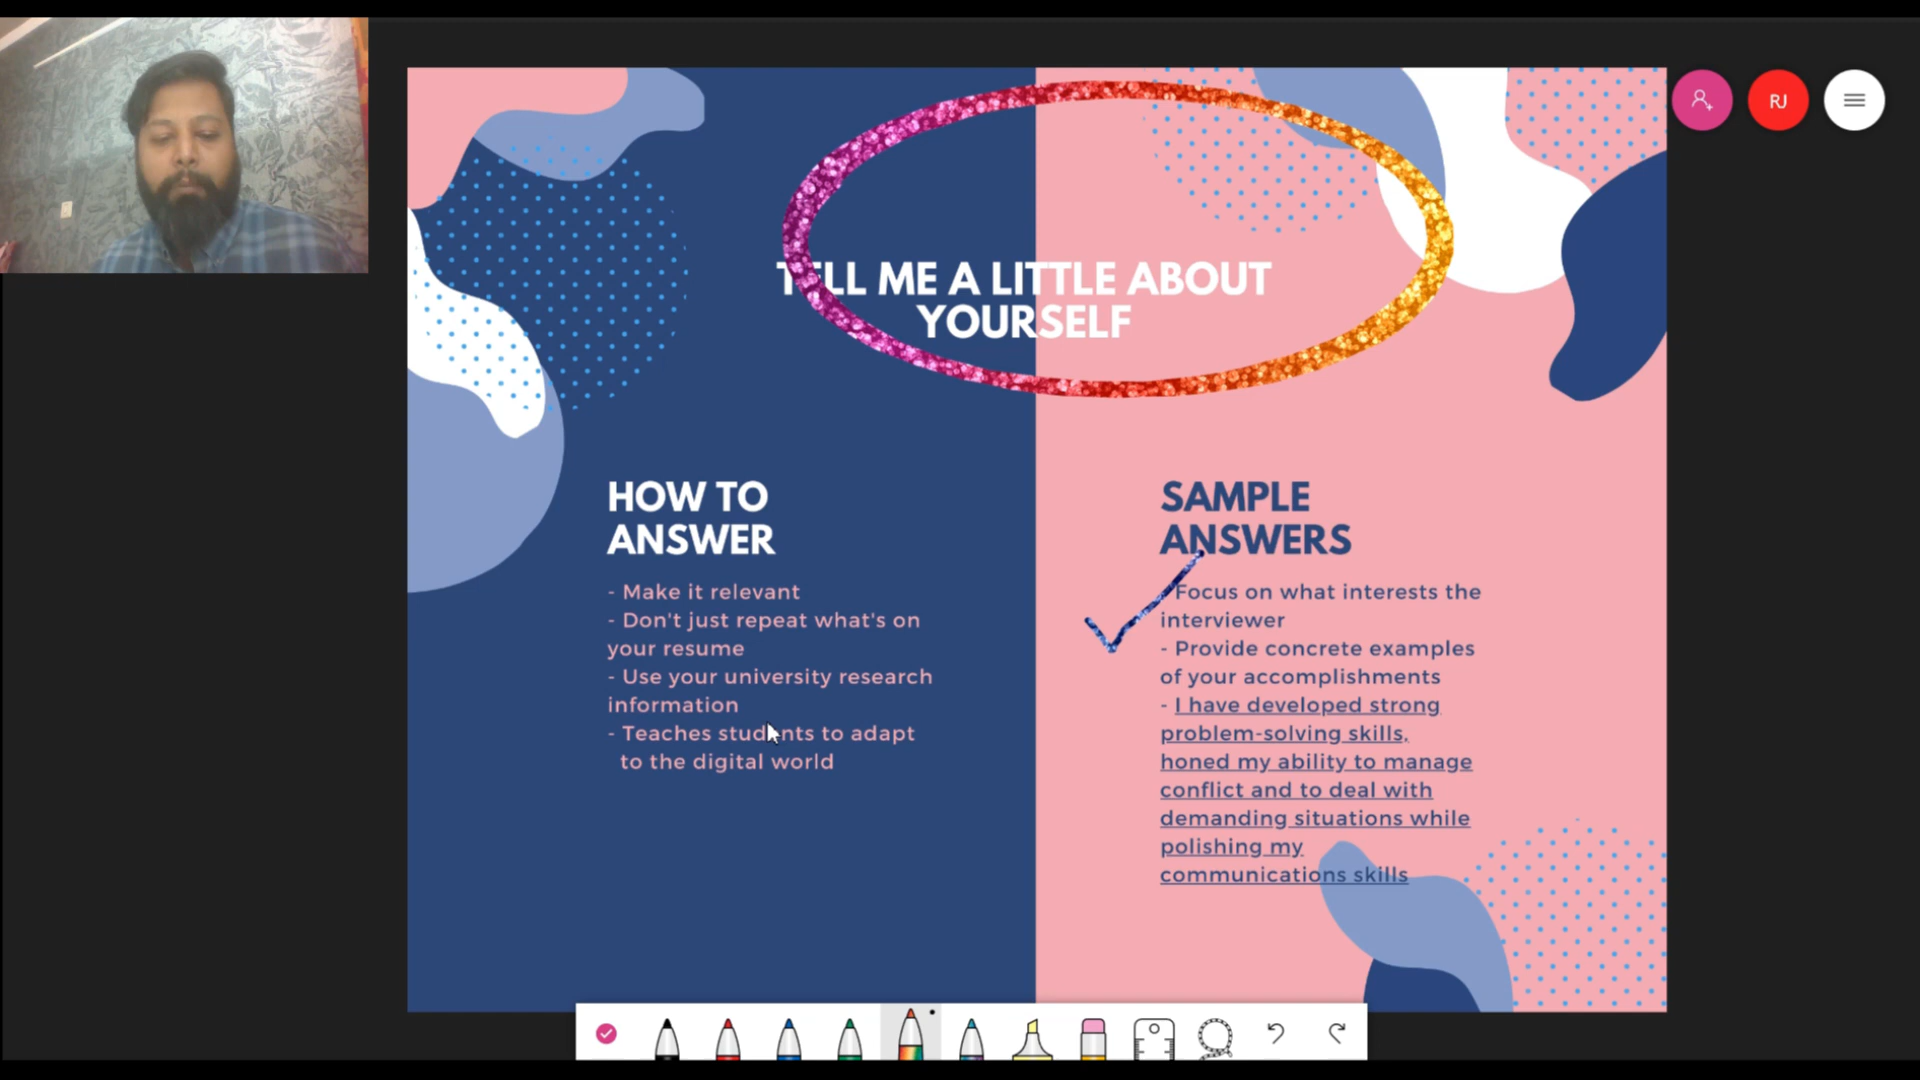 RJ
TELL ME A LITTLE ABOUT
YOURSELF
HOW TO
ANSWER
- Make it relevant
- Don't just repeat what's on
your resume
- Use your university research
information
- Teaches students to adapt
to the digital world
SAMPLE
ANSWERS
- Focus on what interests the
interviewer
- Provide concrete examples
of your accomplishments
- I have developed strong
problem-solving skills,
honed my ability to manage
conflict and to deal with
demanding situations while
polishing my
communications skills